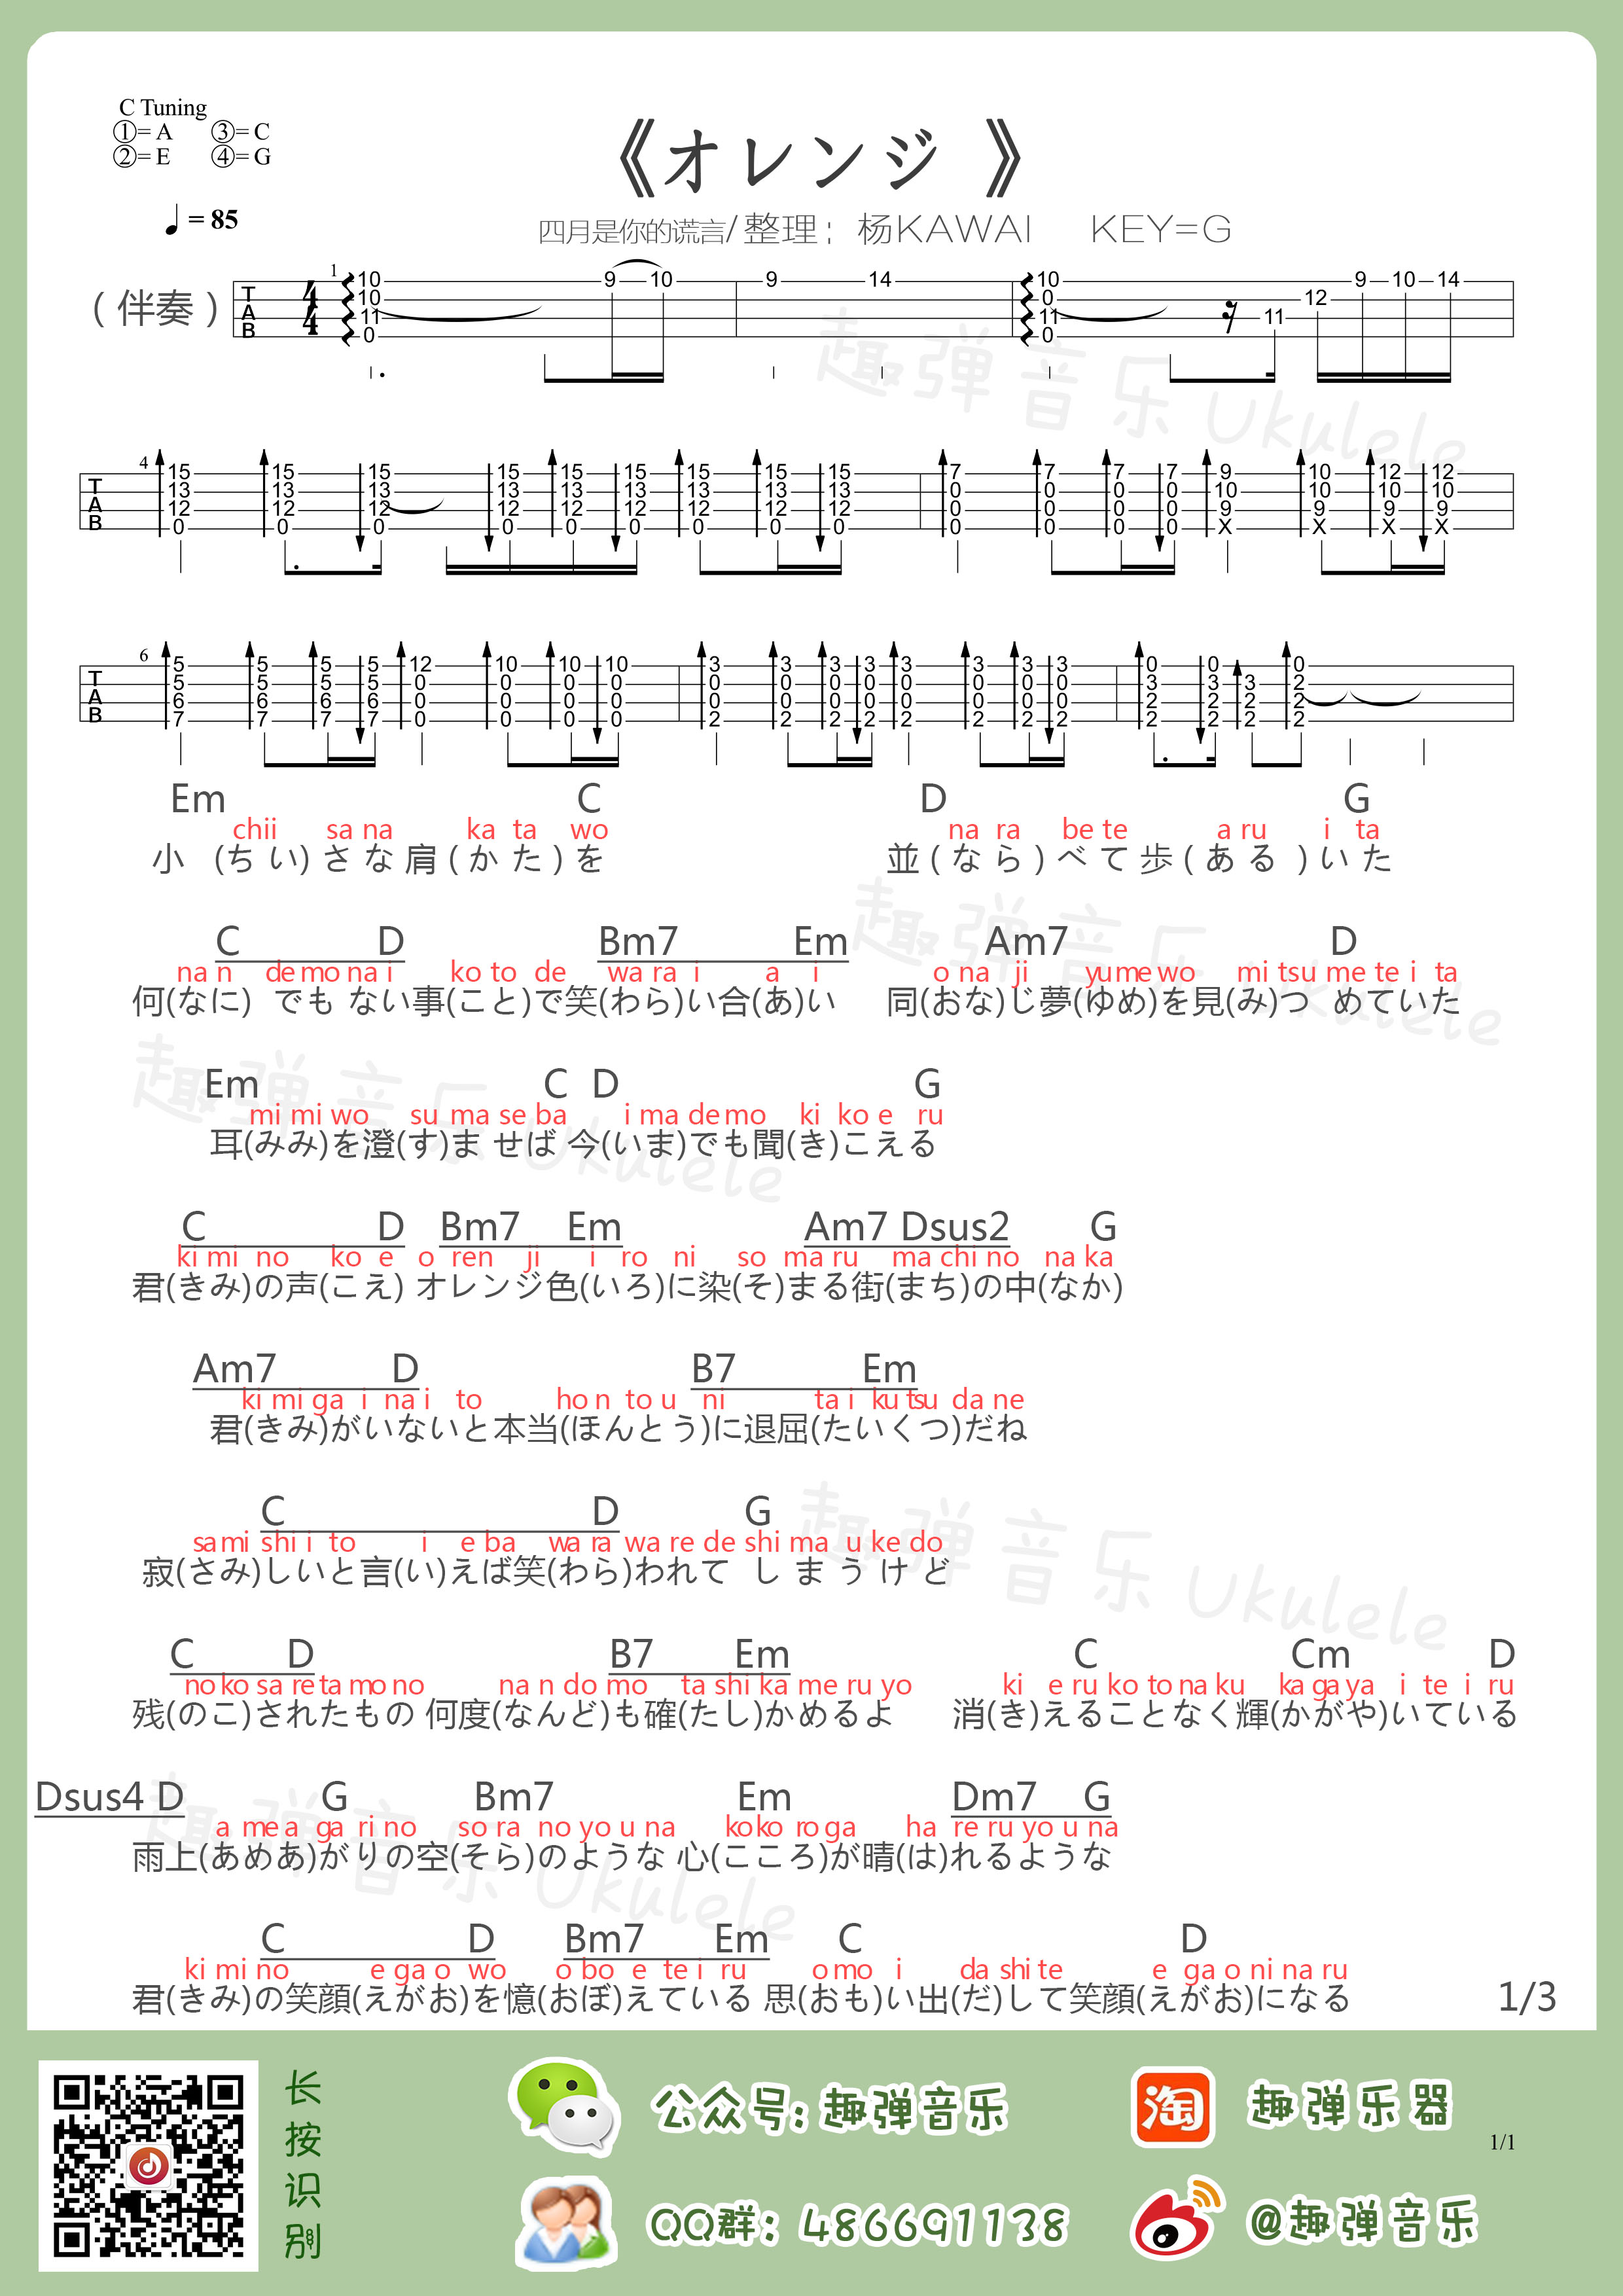 C Tuning
①= A ③= C
②= E ④= G
《オレンジ 》
♩ = 85
四月是你的谎言/整理：杨KAWAI KEY=G
（伴奏）
Em C D G
chii sa na ka ta wo na ra be te a ru i ta
小 (ちい) さ な 肩 ( か た ) を 並 ( な ら ) べ て 歩 ( あ る ) い た
C D Bm7 Em Am7 D
na n de mo na i ko to de wa ra i a i o na ji yu me wo mi tsu me te i ta
何(なに) でも ない事(こと)で笑(わら)い合(あ)い 同(おな)じ夢(ゆめ)を見(み)つ めていた
Em C D G
mi mi wo su ma se ba i ma de mo ki ko e ru
耳(みみ)を澄(す)ま せば 今(いま)でも聞(き)こえる
C D Bm7 Em Am7 Dsus2 G
ki mi no ko e o ren ji i ro ni so ma ru ma chi no na ka
君(きみ)の声(こえ) オレンジ色(いろ)に染(そ)まる街(まち)の中(なか)
Am7 D B7 Em
ki mi ga i na i to ho n to u ni ta i ku tsu da ne
君(きみ)がいないと本当(ほんとう)に退屈(たいくつ)だね
C D G
sa mi shi i to i e ba wa ra wa re de shi ma u ke do
寂(さみ)しいと言(い)えば笑(わら)われて し ま う け ど
C D B7 Em C Cm D
no ko sa re ta mo no na n do mo ta shi ka me ru yo ki e ru ko to na ku ka ga ya i te i ru
残(のこ)されたもの 何度(なんど)も確(たし)かめるよ 消(き)えることなく輝(かがや)いている
Dsus4 D G Bm7 Em Dm7 G
a me a ga ri no so ra no yo u na ko ko ro ga ha re ru yo u na
雨上(あめあ)がりの空(そら)のような 心(こころ)が晴(は)れるような
C D Bm7 Em C D
ki mi no e ga o wo o bo e te i ru o mo i da shi te e ga o ni na ru
君(きみ)の笑顔(えがお)を憶(おぼ)えている 思(おも)い出(だ)して笑顔(えがお)になる
1/3
长按识别
公众号：趣弹音乐
淘 趣弹乐器
1/1
QQ群：486691138
@趣弹音乐
趣弹音乐 Ukulele